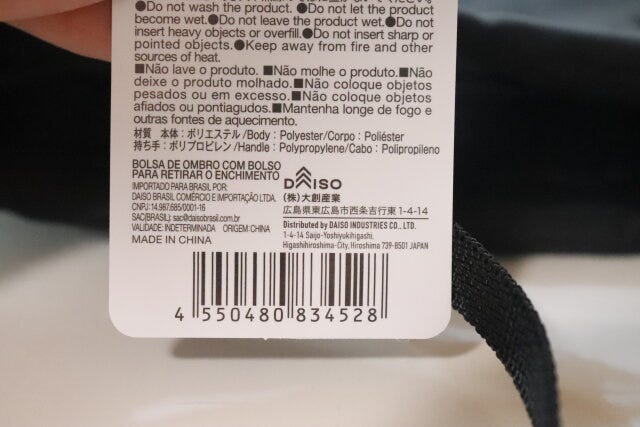 ●Do not wash the product. ●Do not let the product
become wet.●Do not leave the product wet.●Do not
insert heavy objects or overfill.●Do not insert sharp or
pointed objects.●Keep away from fire and other
sources of heat.
■Não lave o produto. ■Não molhe o produto.■Não
deixe o produto molhado.■Não coloque objetos
pesados ou em excesso.■Não coloque objetos
afiados ou pontiagudos.■Mantenha longe de fogo e
outras fontes de aquecimento.
材質 本体：ポリエステル/Body : Polyester/Corpo : Poliéster
持ち手：ポリプロピレン/Handle : Polypropylene/Cabo : Polipropileno
BOLSA DE OMBRO COM BOLSO
PARA RETIRAR O ENCHIMENTO
IMPORTADO PARA BRASIL POR:
DAISO BRASIL COMÉRCIO E IMPORTAÇÃO LTDA.
CNPJ:14.987.685/0001-16
SAC(BRASIL): sac@daisobrasil.com.br
VALIDADE: INDETERMINADA ORIGEM:CHINA
MADE IN CHINA
DAISO
(株)大創産業
広島県東広島市西条吉行東1-4-14
Distributed by DAISO INDUSTRIES CO., LTD.
1-4-14 Saijo-Yoshiyukihigashi,
Higashihiroshima-City, Hiroshima 739-8501 JAPAN
4 550480 834528